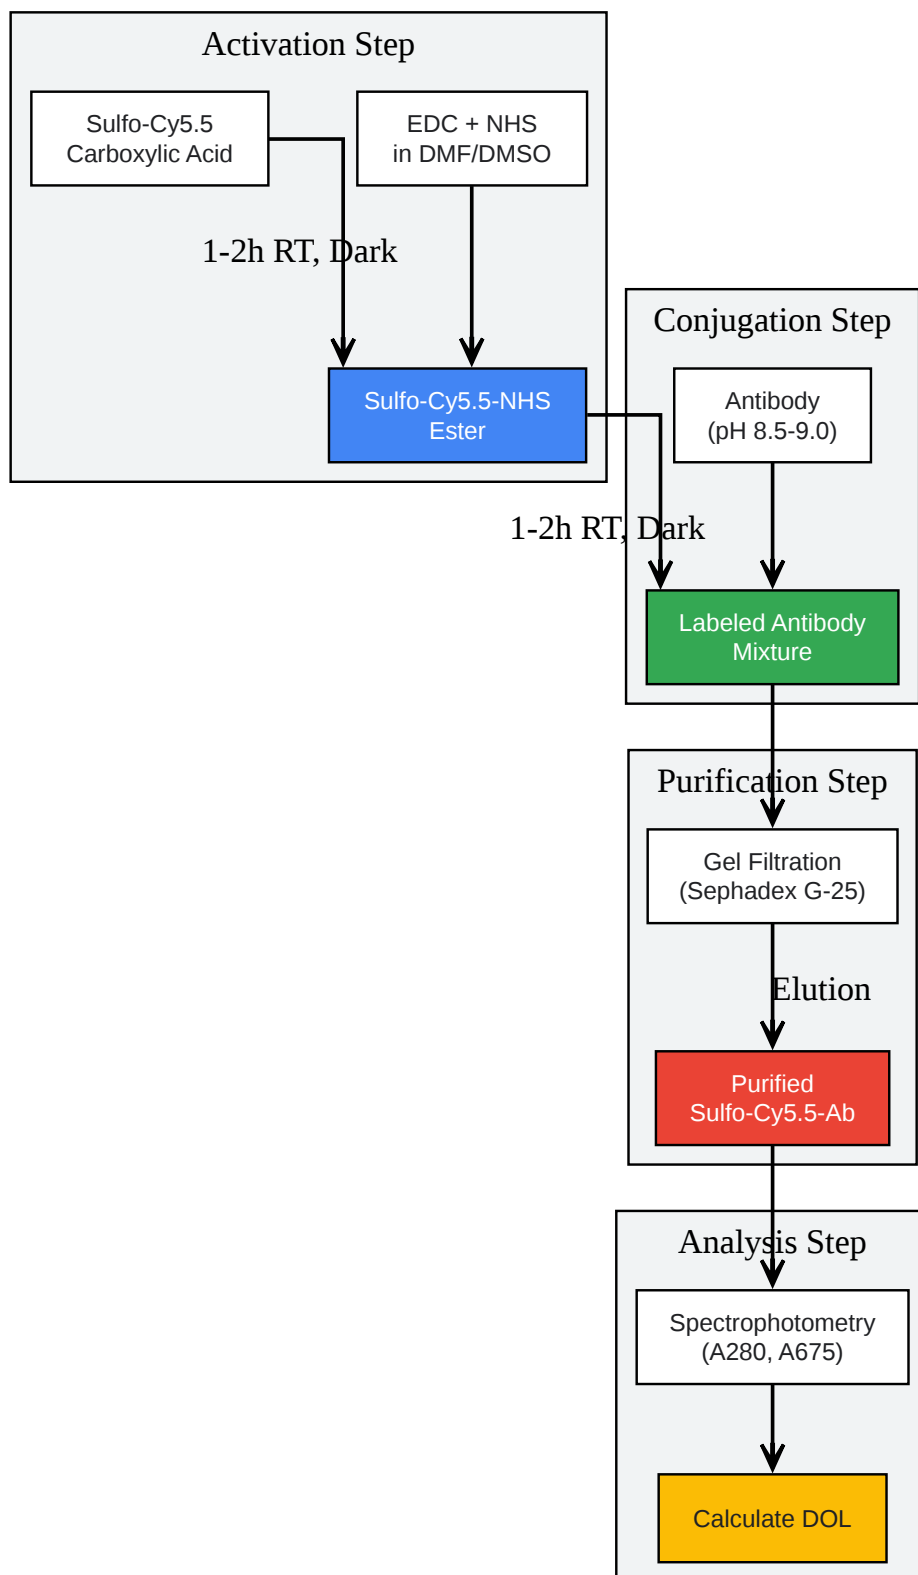 Activation Step
Sulfo-Cy5.5
Carboxylic Acid
EDC + NHS
in DMF/DMSO
1-2h RT, Dark
Sulfo-Cy5.5-NHS
Ester
Conjugation Step
Antibody
(pH 8.5-9.0)
1-2h RT, Dark
Labeled Antibody
Mixture
Purification Step
Gel Filtration
(Sephadex G-25)
Elution
Purified
Sulfo-Cy5.5-Ab
Analysis Step
Spectrophotometry
(A280, A675)
Calculate DOL